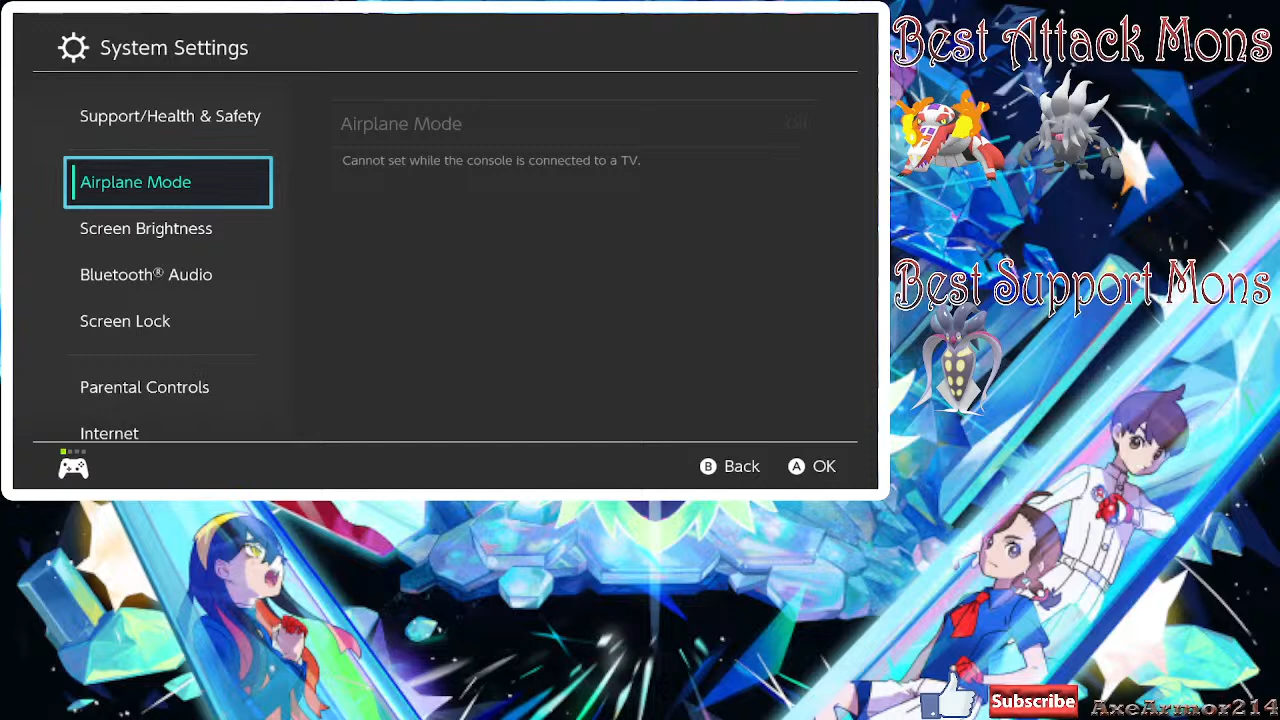 System Settings
Support/Health & Safety
Airplane Mode
Screen Brightness
Bluetooth® Audio
Screen Lock
Parental Controls
Internet
Airplane Mode
Cannot set while the console is connected to a TV.
B Back
A OK
Best Attack Mons
Best Support Mons
Subscribe
AxeArmor214